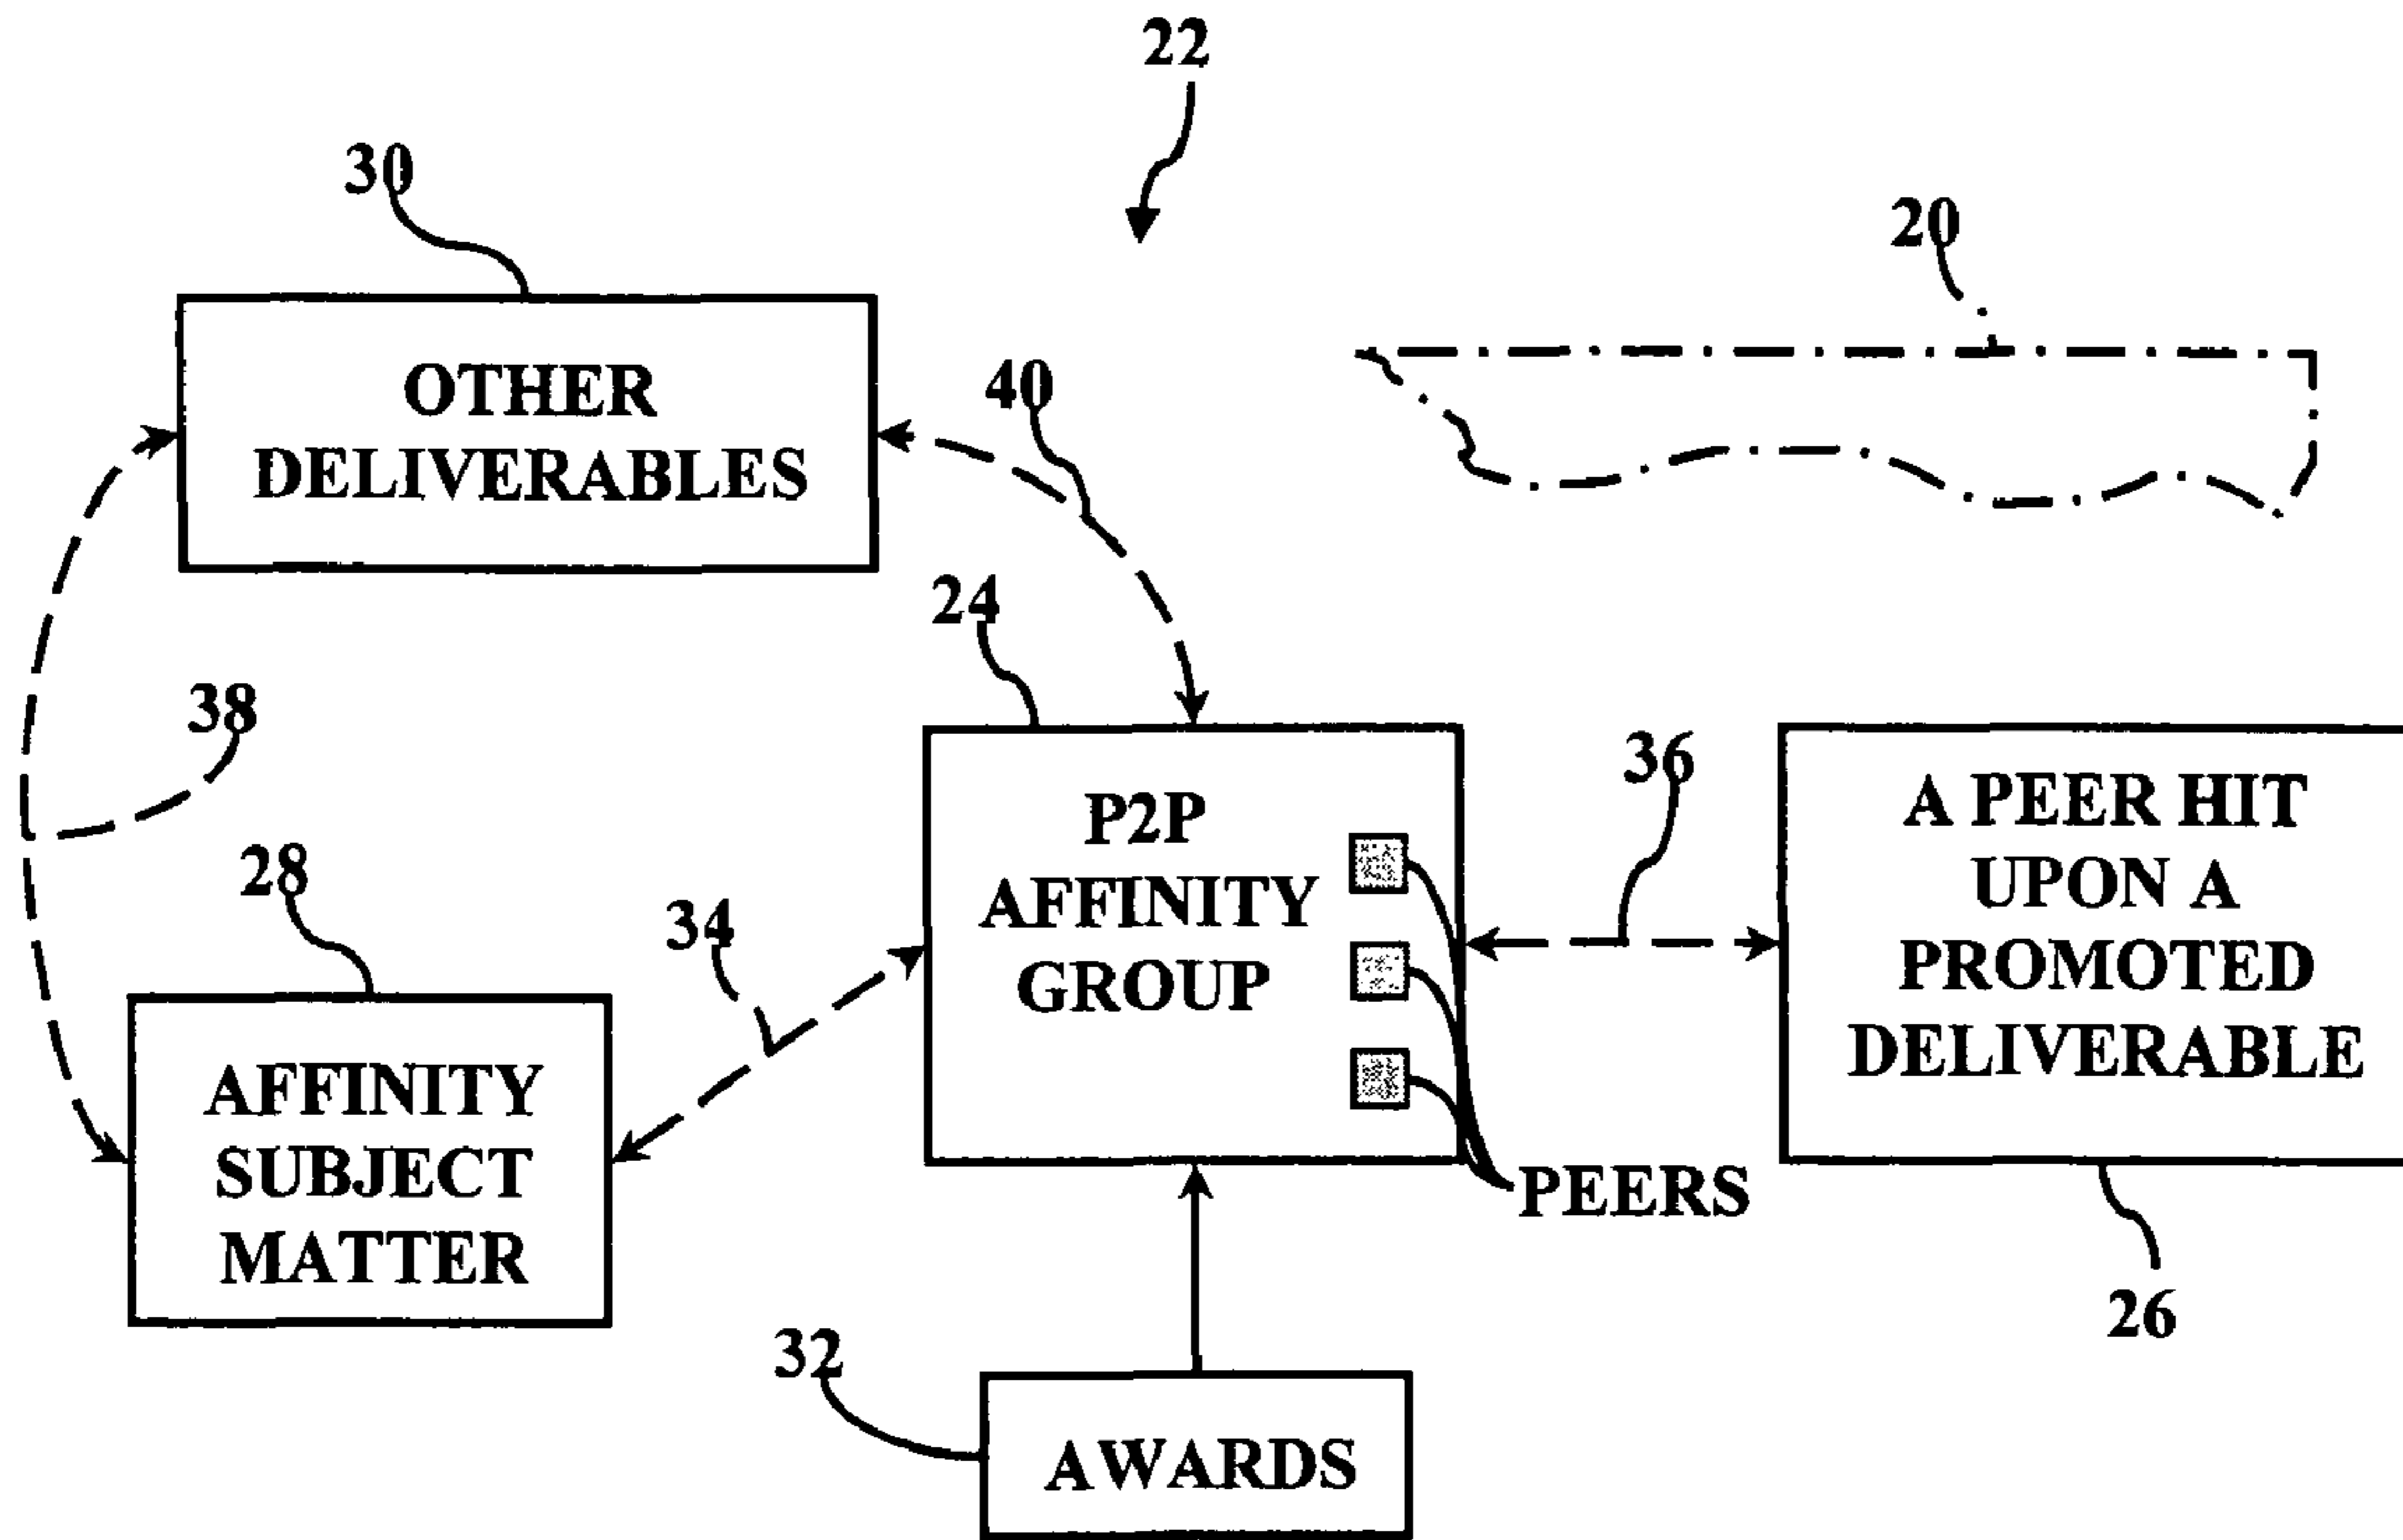 22
30
20
OTHER
DELIVERABLES
40
24
38
36
P2P
AFFINITY
GROUP
A PEER HIT
UPON A
PROMOTED
DELIVERABLE
28
34
AFFINITY
SUBJECT
MATTER
PEERS
26
32
AWARDS